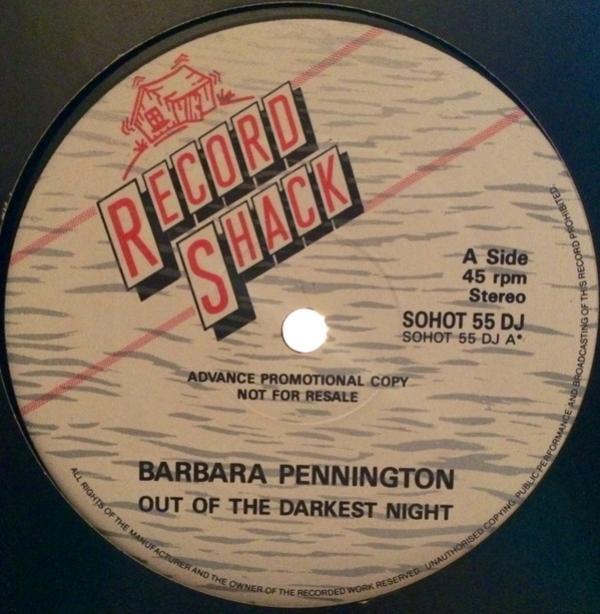 RECORD
SHACK
A Side
45 rpm
Stereo
SOHOT 55 DJ
SOHOT 55 DJ A*
ADVANCE PROMOTIONAL COPY
NOT FOR RESALE
BARBARA PENNINGTON
OUT OF THE DARKEST NIGHT
ALL RIGHTS OF THE MANUFACTURER AND THE OWNER OF THE RECORDED WORK RESERVED. UNAUTHORISED COPYING, PUBLIC PERFORMANCE AND BROADCASTING OF THIS RECORD PROHIBITED.